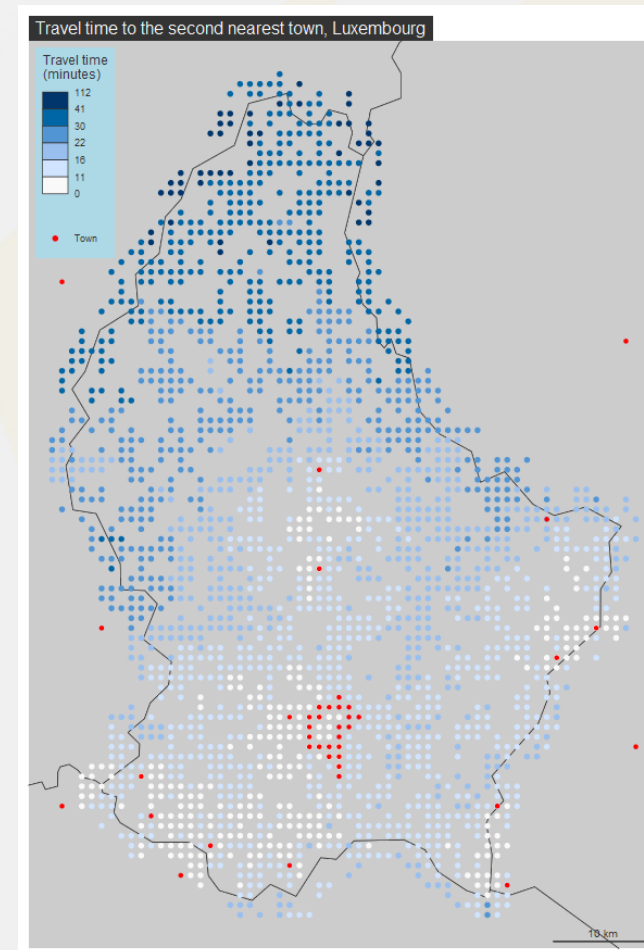 Travel time to the second nearest town, Luxembourg
Travel time
(minutes)
112
41
30
22
16
11
0
Town
10 km